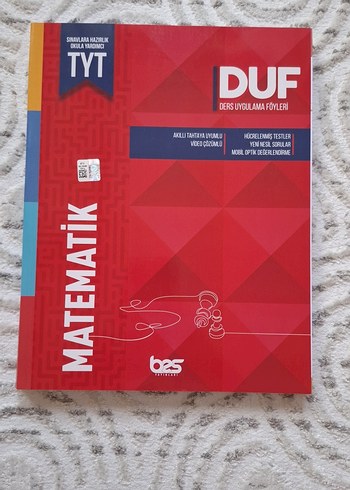 SINAVLARA HAZIRLIK
OKULA YARDIMCI
TYT
DUF
DERS UYGULAMA FÖYLERİ
AKILLI TAHTAYA UYUMLU
VİDEO ÇÖZÜMLÜ
HÜCRELENMİŞ TESTLER
YENİ NESİL SORULAR
MOBİL OPTİK DEĞERLENDİRME
MATEMATİK
bes
YAYINLARI